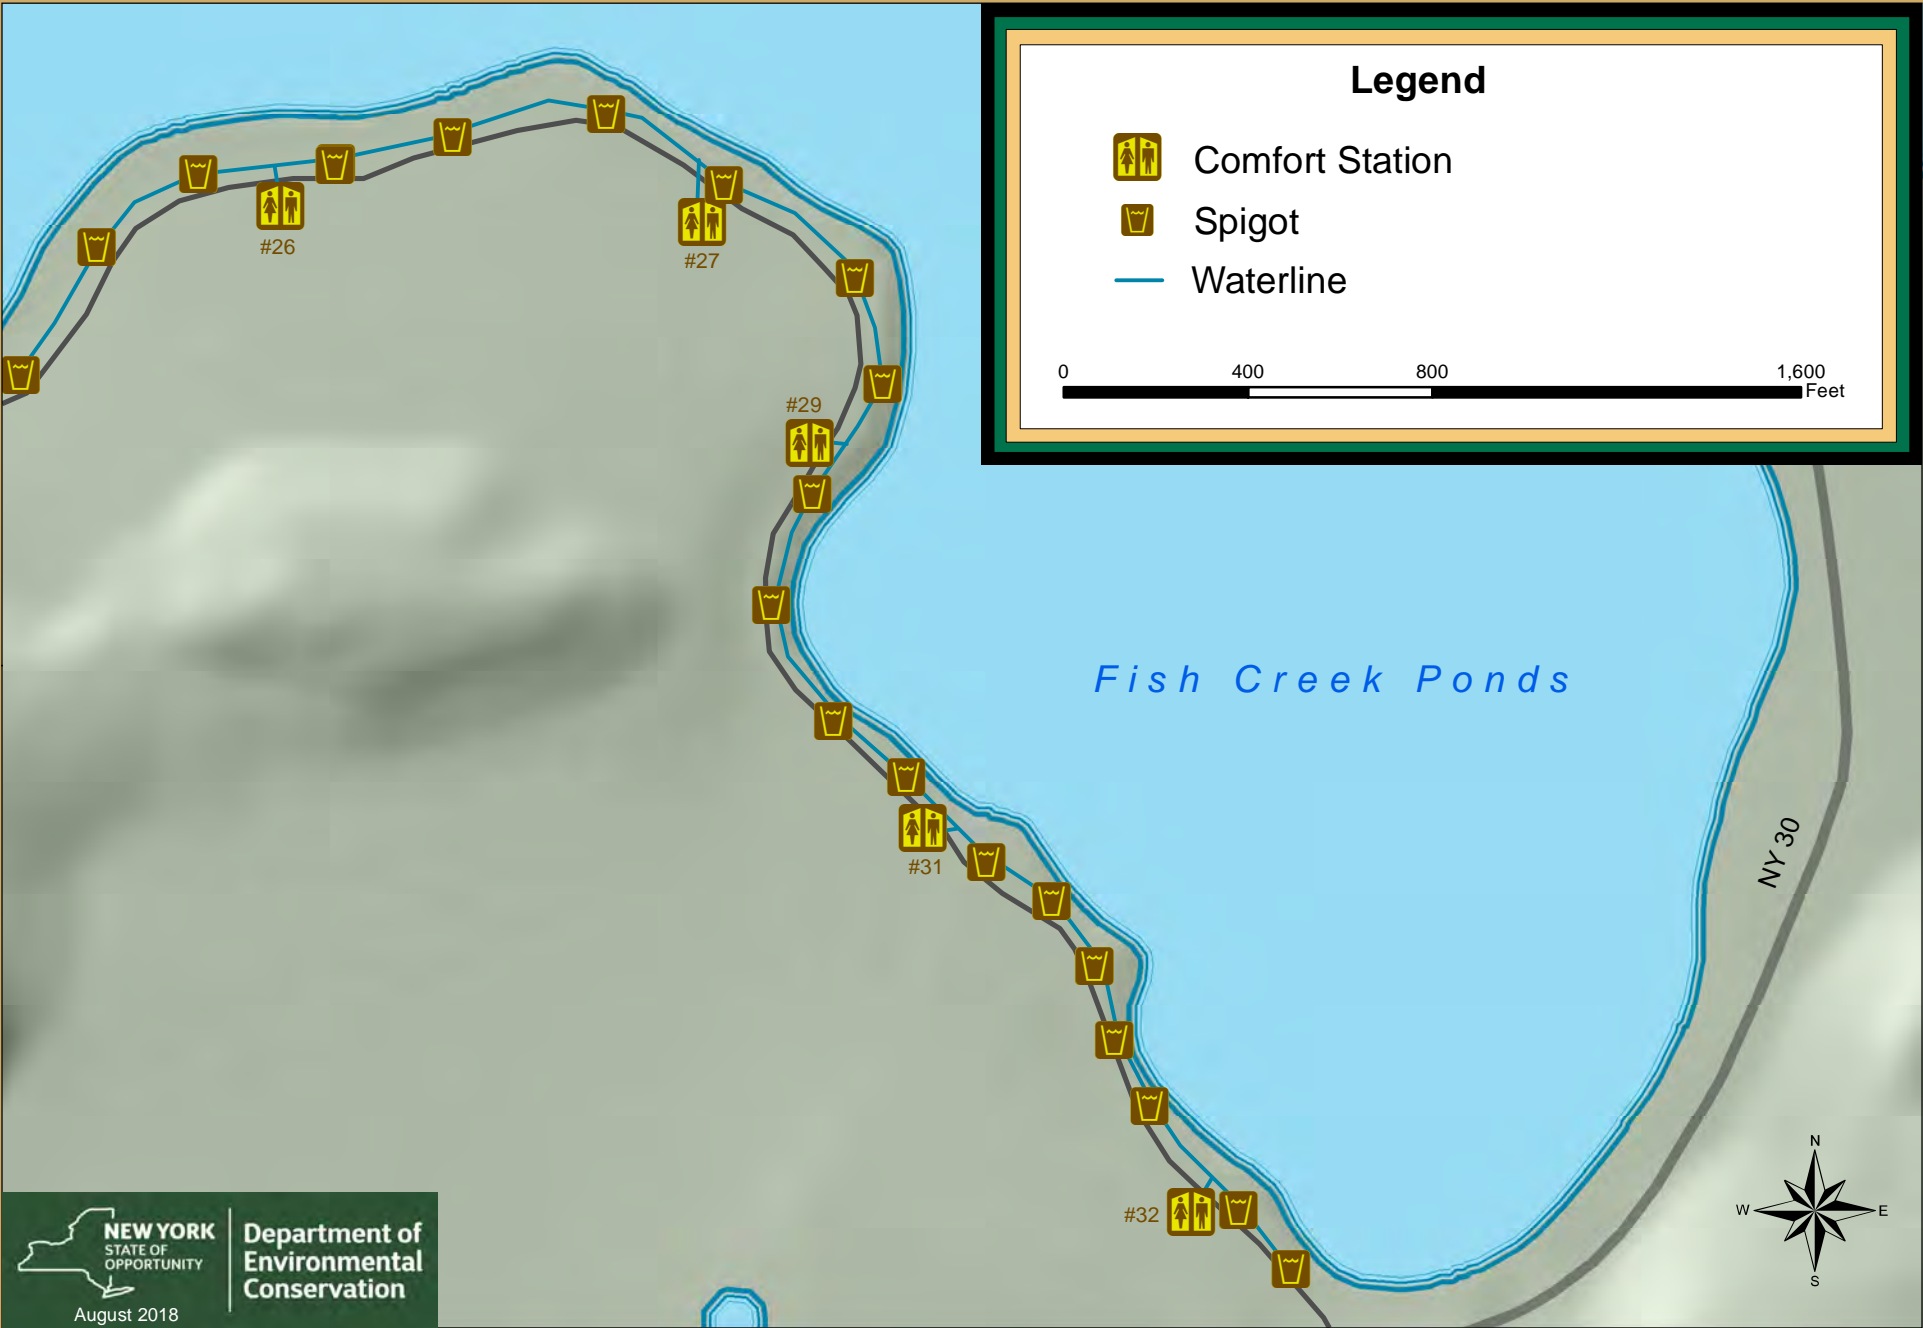 Legend
Comfort Station
Spigot
Waterline
0 400 800 1,600
Feet
#26
#27
#29
Fish Creek Ponds
NY 30
#31
#32
N
W E
S
NEW YORK
STATE OF
OPPORTUNITY
Department of
Environmental
Conservation
August 2018